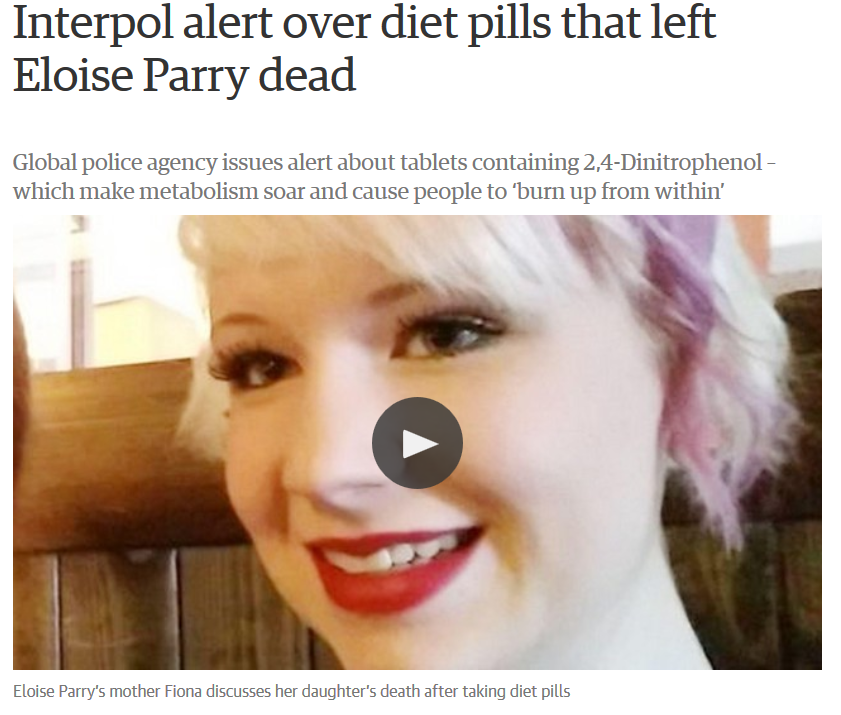 Interpol alert over diet pills that left
Eloise Parry dead
Global police agency issues alert about tablets containing 2,4-Dinitrophenol –
which make metabolism soar and cause people to ‘burn up from within’
Eloise Parry's mother Fiona discusses her daughter's death after taking diet pills